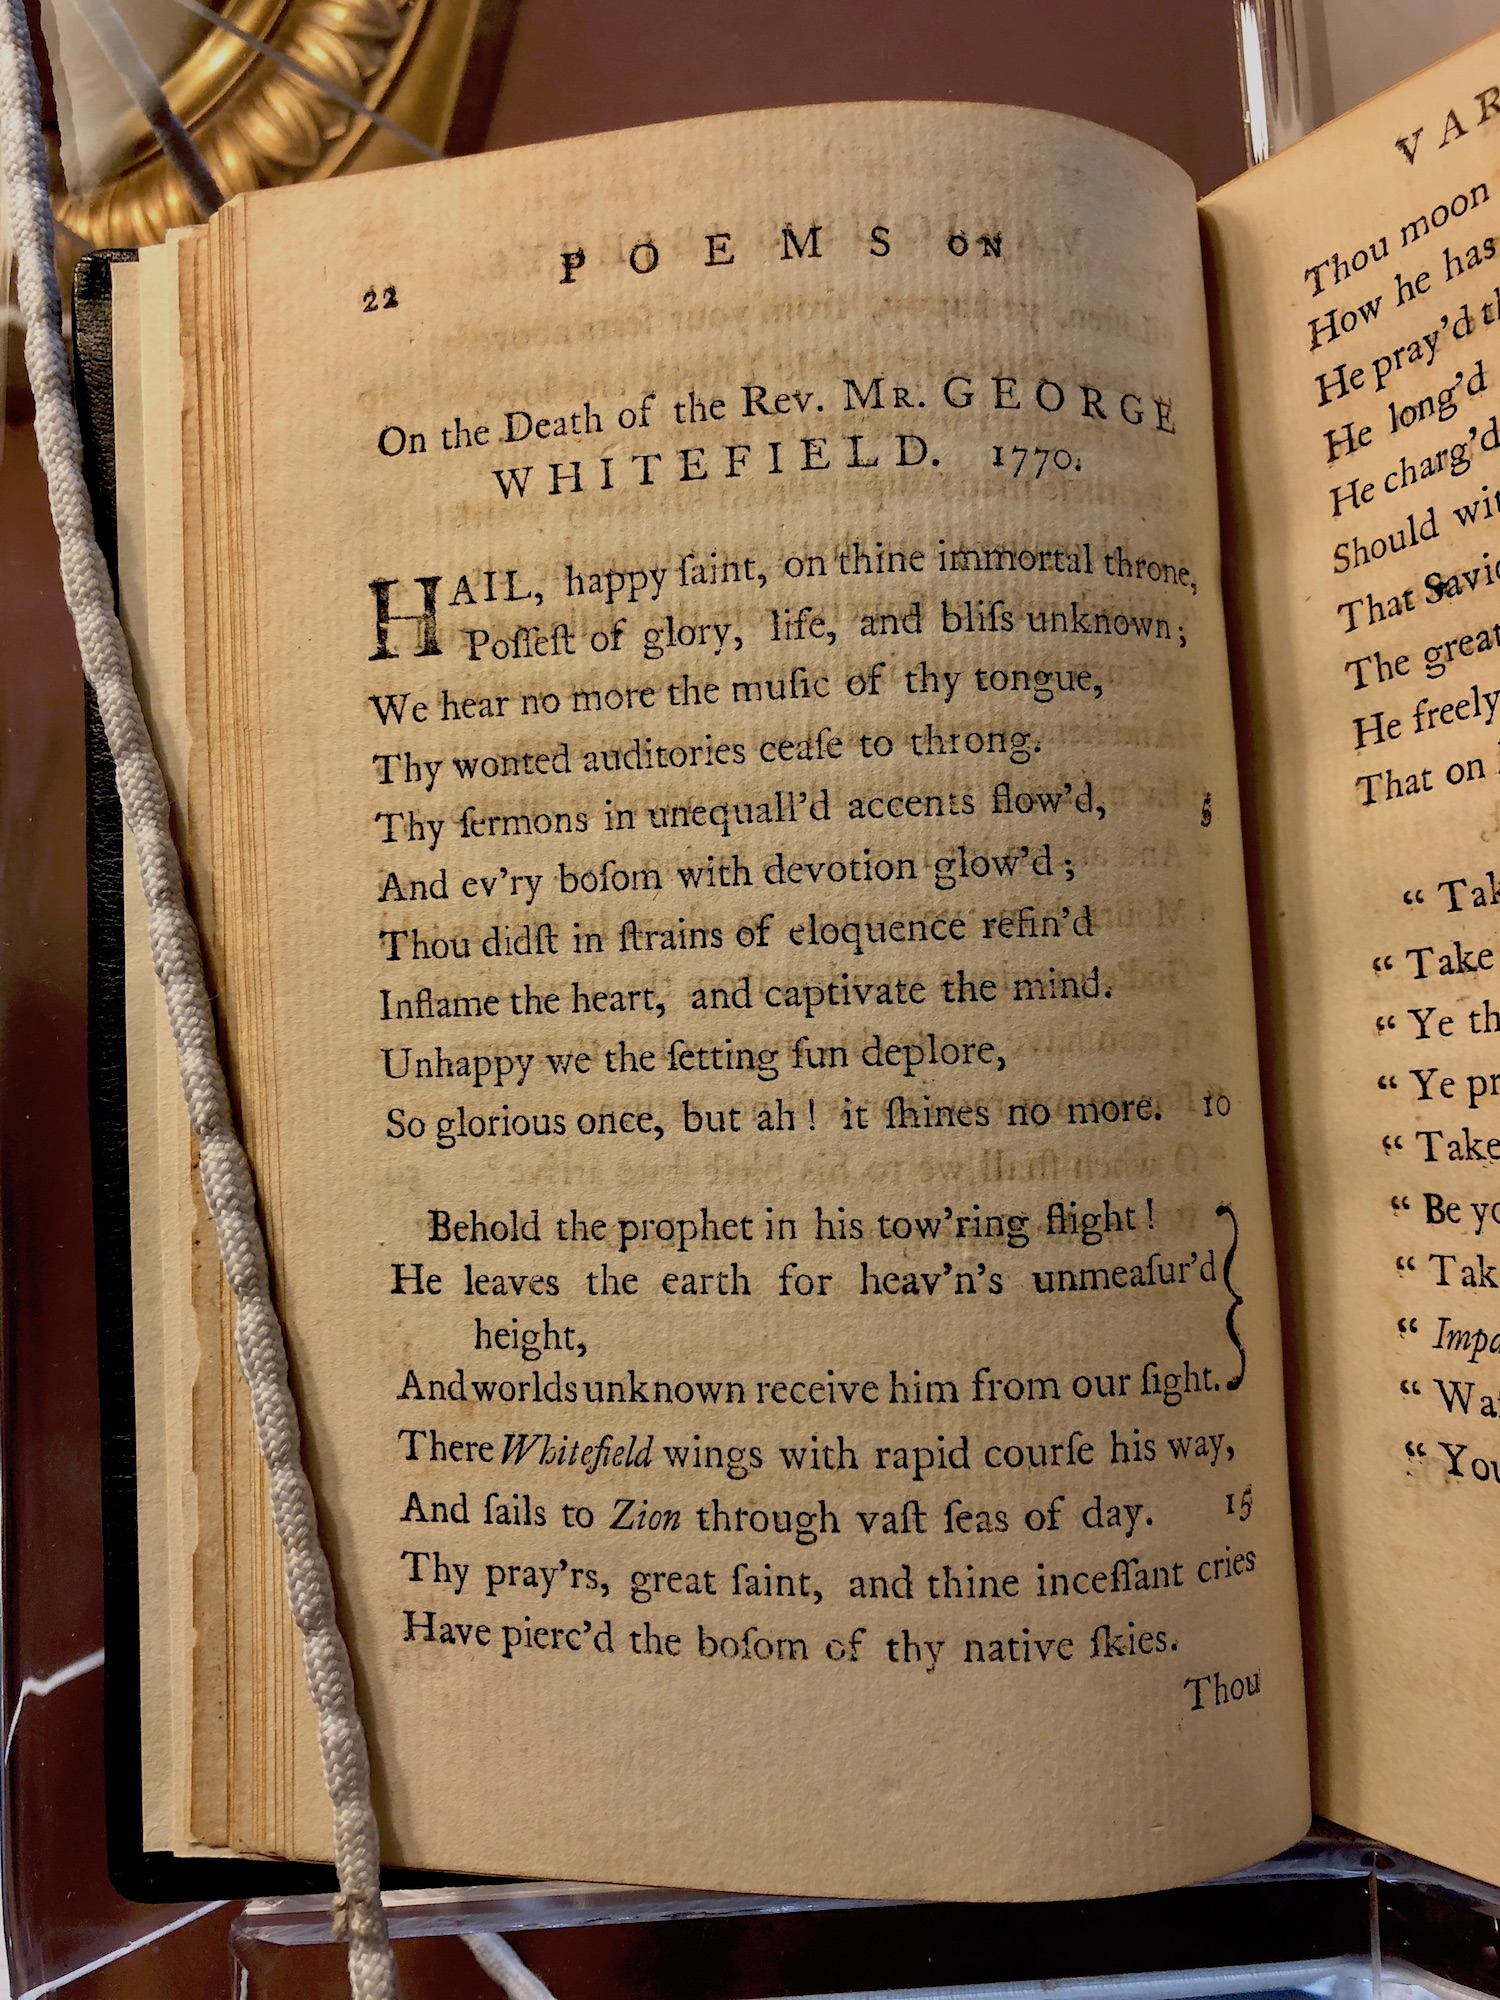 POEMS ON
22
On the Death of the Rev. MR. GEORGE
WHITEFIELD. 1770.
HAIL, happy ſaint, on thine immortal throne,
Poſſeſt of glory, life, and bliſs unknown;
We hear no more the muſic of thy tongue,
Thy wonted auditories ceaſe to throng.
Thy ſermons in unequall'd accents flow'd, 5
And ev'ry boſom with devotion glow'd;
Thou didſt in ſtrains of eloquence refin'd
Inflame the heart, and captivate the mind.
Unhappy we the ſetting ſun deplore,
So glorious once, but ah! it ſhines no more. 10
Behold the prophet in his tow'ring flight!
He leaves the earth for heav'n's unmeaſur'd
height,
And worlds unknown receive him from our ſight.
There Whitefield wings with rapid courſe his way,
And ſails to Zion through vaſt ſeas of day. 15
Thy pray'rs, great ſaint, and thine inceſſant cries
Have pierc'd the boſom of thy native ſkies.
Thou
VAR
Thou moon
How he has
He pray'd th
He long'd
He charg'd
Should wit
That Savio
The great
He freely
That on
“ Tak
“ Take
“ Ye th
“ Ye pr
“ Take
“ Be yo
“ Tak
“ Impa
“ Wa
“ You